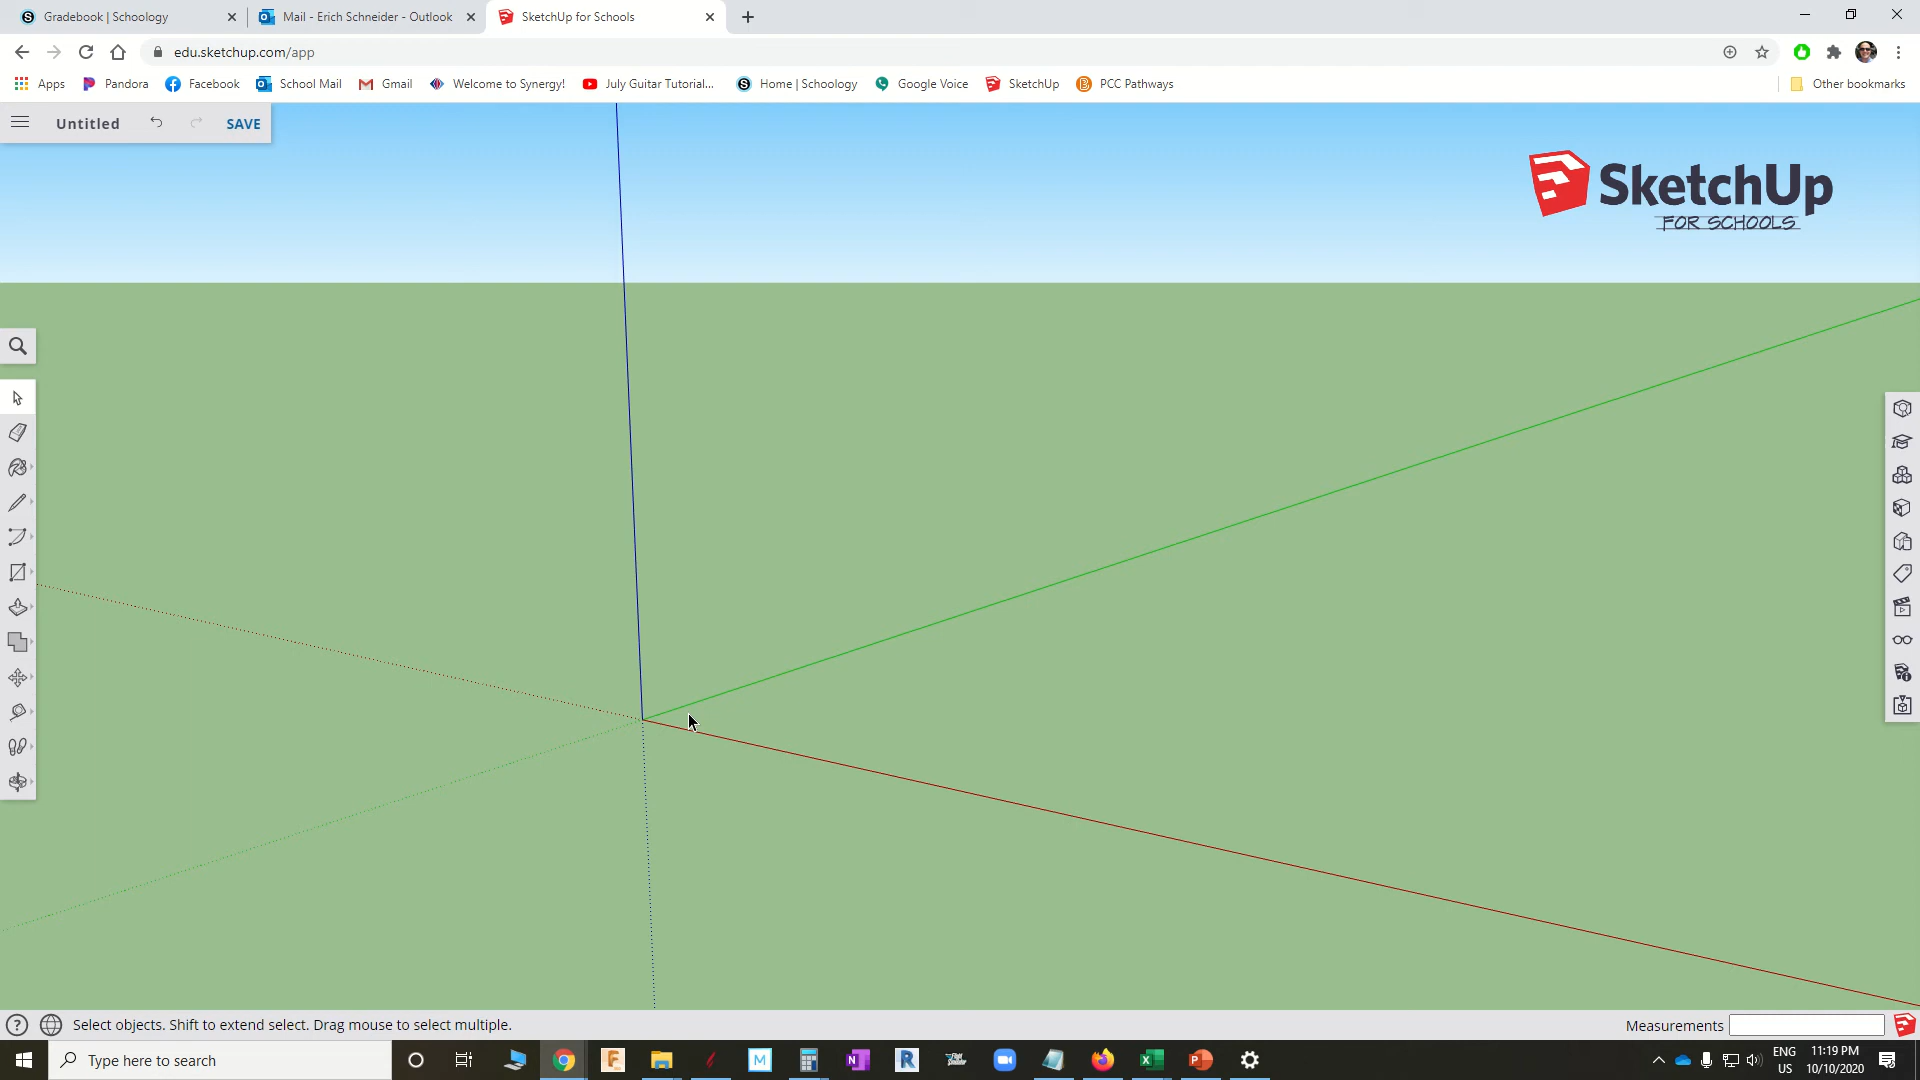 Gradebook | Schoology
Mail - Erich Schneider - Outlook
SketchUp for Schools
edu.sketchup.com/app
Apps
Pandora
Facebook
School Mail
Gmail
Welcome to Synergy!
July Guitar Tutorial...
Home | Schoology
Google Voice
SketchUp
PCC Pathways
Other bookmarks
Untitled
SAVE
SketchUp
FOR SCHOOLS
Select objects. Shift to extend select. Drag mouse to select multiple.
Measurements
Type here to search
ENG
US
11:19 PM
10/10/2020